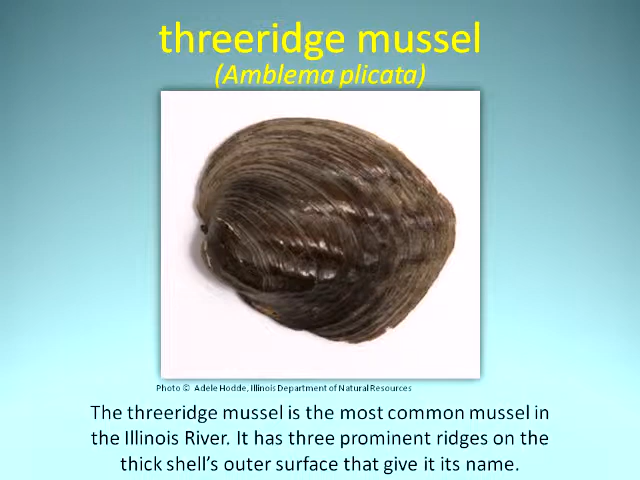 threeridge mussel
(Amblema plicata)
Photo © Adele Hodde, Illinois Department of Natural Resources
The threeridge mussel is the most common mussel in
the Illinois River. It has three prominent ridges on the
thick shell's outer surface that give it its name.